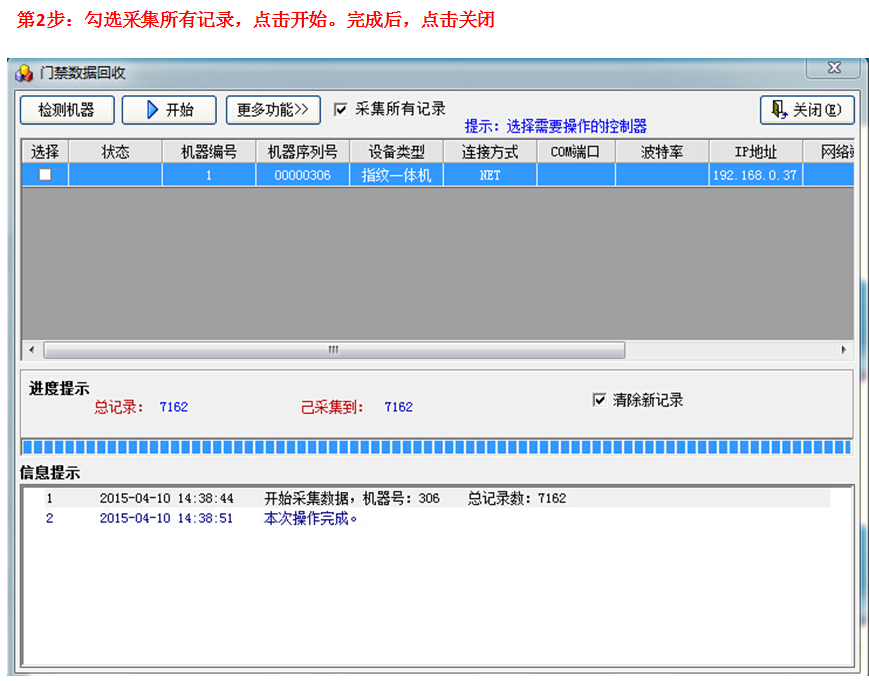 第2步：勾选采集所有记录，点击开始。完成后，点击关闭
门禁数据回收
检测机器 开始 更多功能>> 采集所有记录 关闭(E)
提示：选择需要操作的控制器
选择 状态 机器编号 机器序列号 设备类型 连接方式 COM端口 波特率 IP地址 网络
1 00000306 指纹一体机 NET 192.168.0.37
进度提示
总记录： 7162 已采集到： 7162 清除新记录
信息提示
1 2015-04-10 14:38:44 开始采集数据，机器号：306 总记录数：7162
2 2015-04-10 14:38:51 本次操作完成。